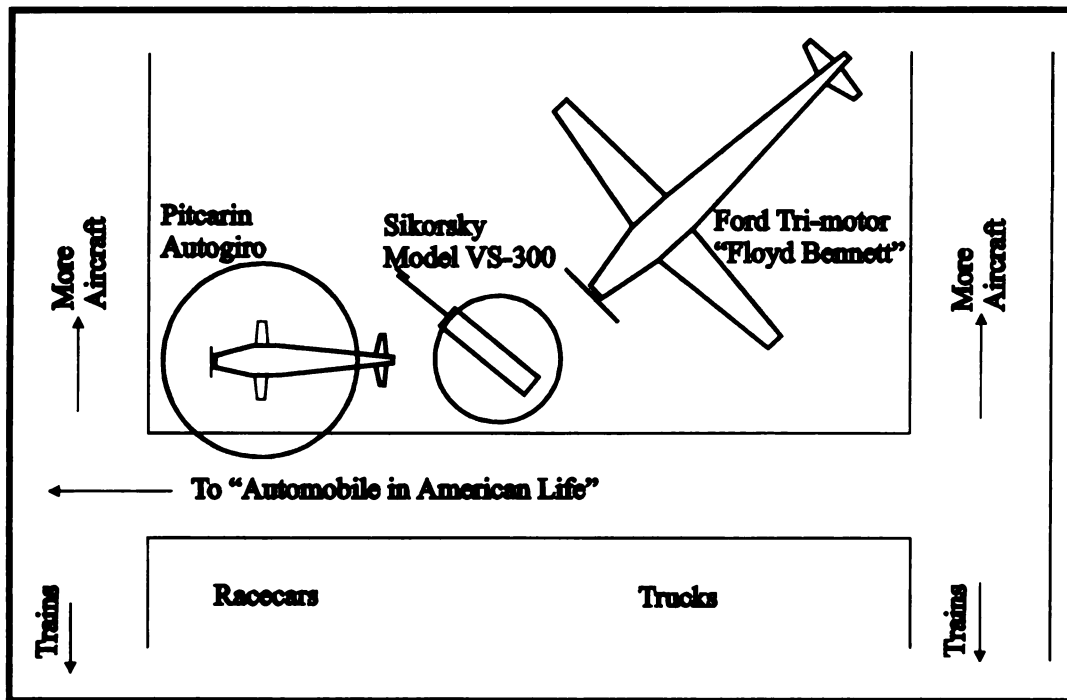 Pitcarin
Autogiro
Sikorsky
Model VS-300
Ford Tri-motor
“Floyd Bennett”
More
Aircraft
More
Aircraft
To “Automobile in American Life”
Racecars
Trucks
Trains
Trains